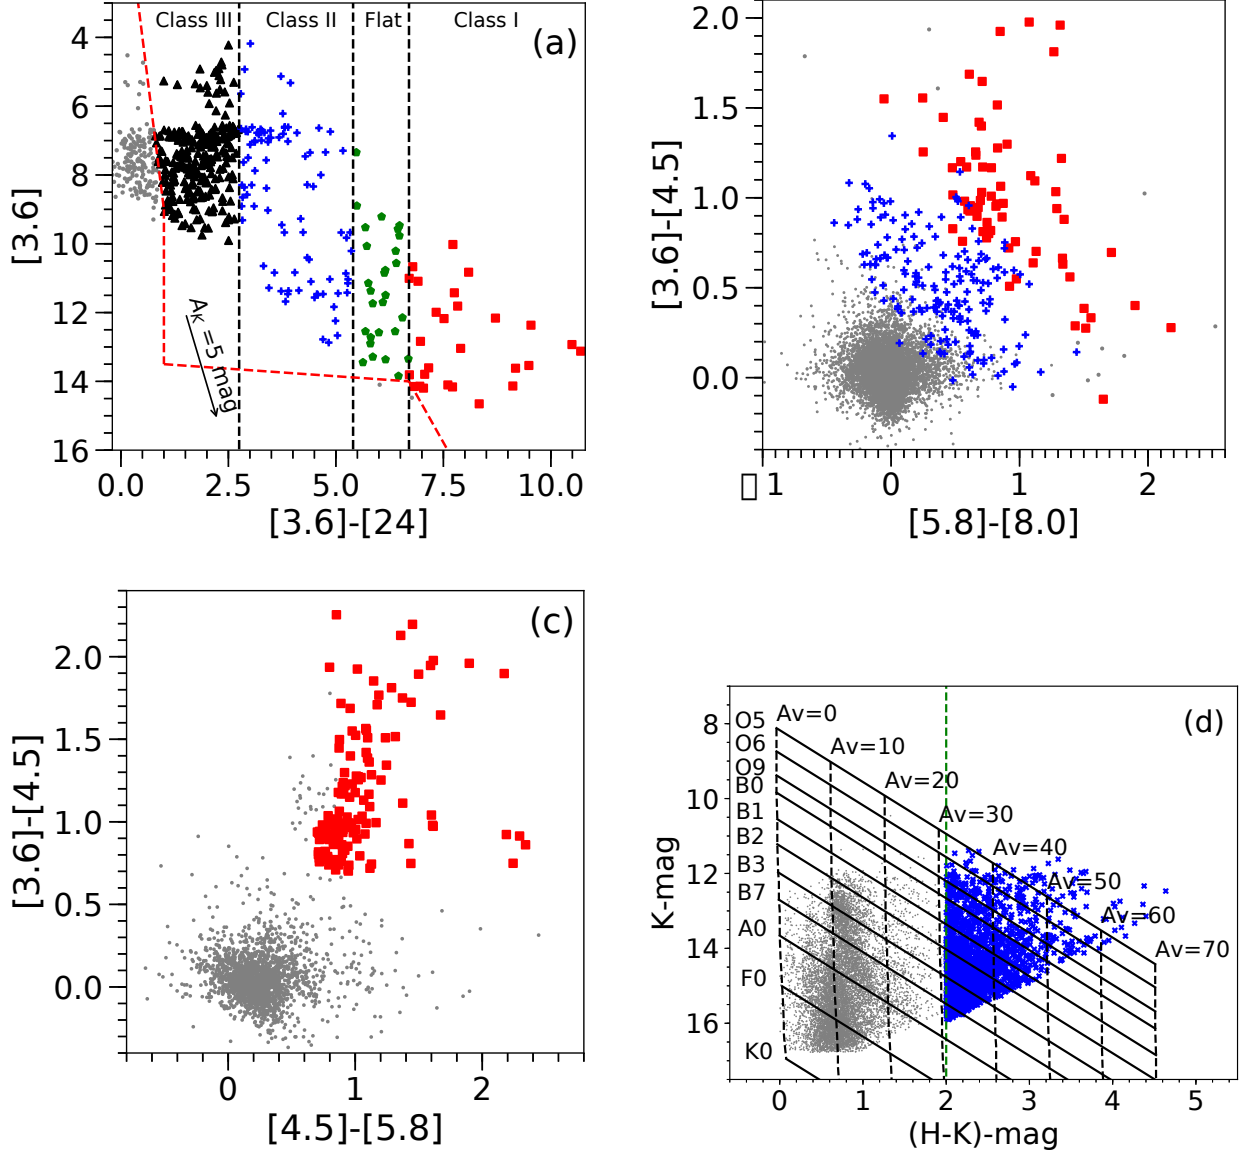 Class III Class II Flat Class I
(a)
4
6
8
10
12
14
16
[3.6]
A_K =5 mag
0.0 2.5 5.0 7.5 10.0
[3.6]-[24]
2.0
1.5
1.0
0.5
0.0
[3.6]-[4.5]
▯1 0 1 2
[5.8]-[8.0]
(c)
2.0
1.5
1.0
0.5
0.0
[3.6]-[4.5]
0 1 2
[4.5]-[5.8]
(d)
8
10
12
14
16
K-mag
O5
O6
O9
B0
B1
B2
B3
B7
A0
F0
K0
Av=0
Av=10
Av=20
Av=30
Av=40
Av=50
Av=60
Av=70
0 1 2 3 4 5
(H-K)-mag